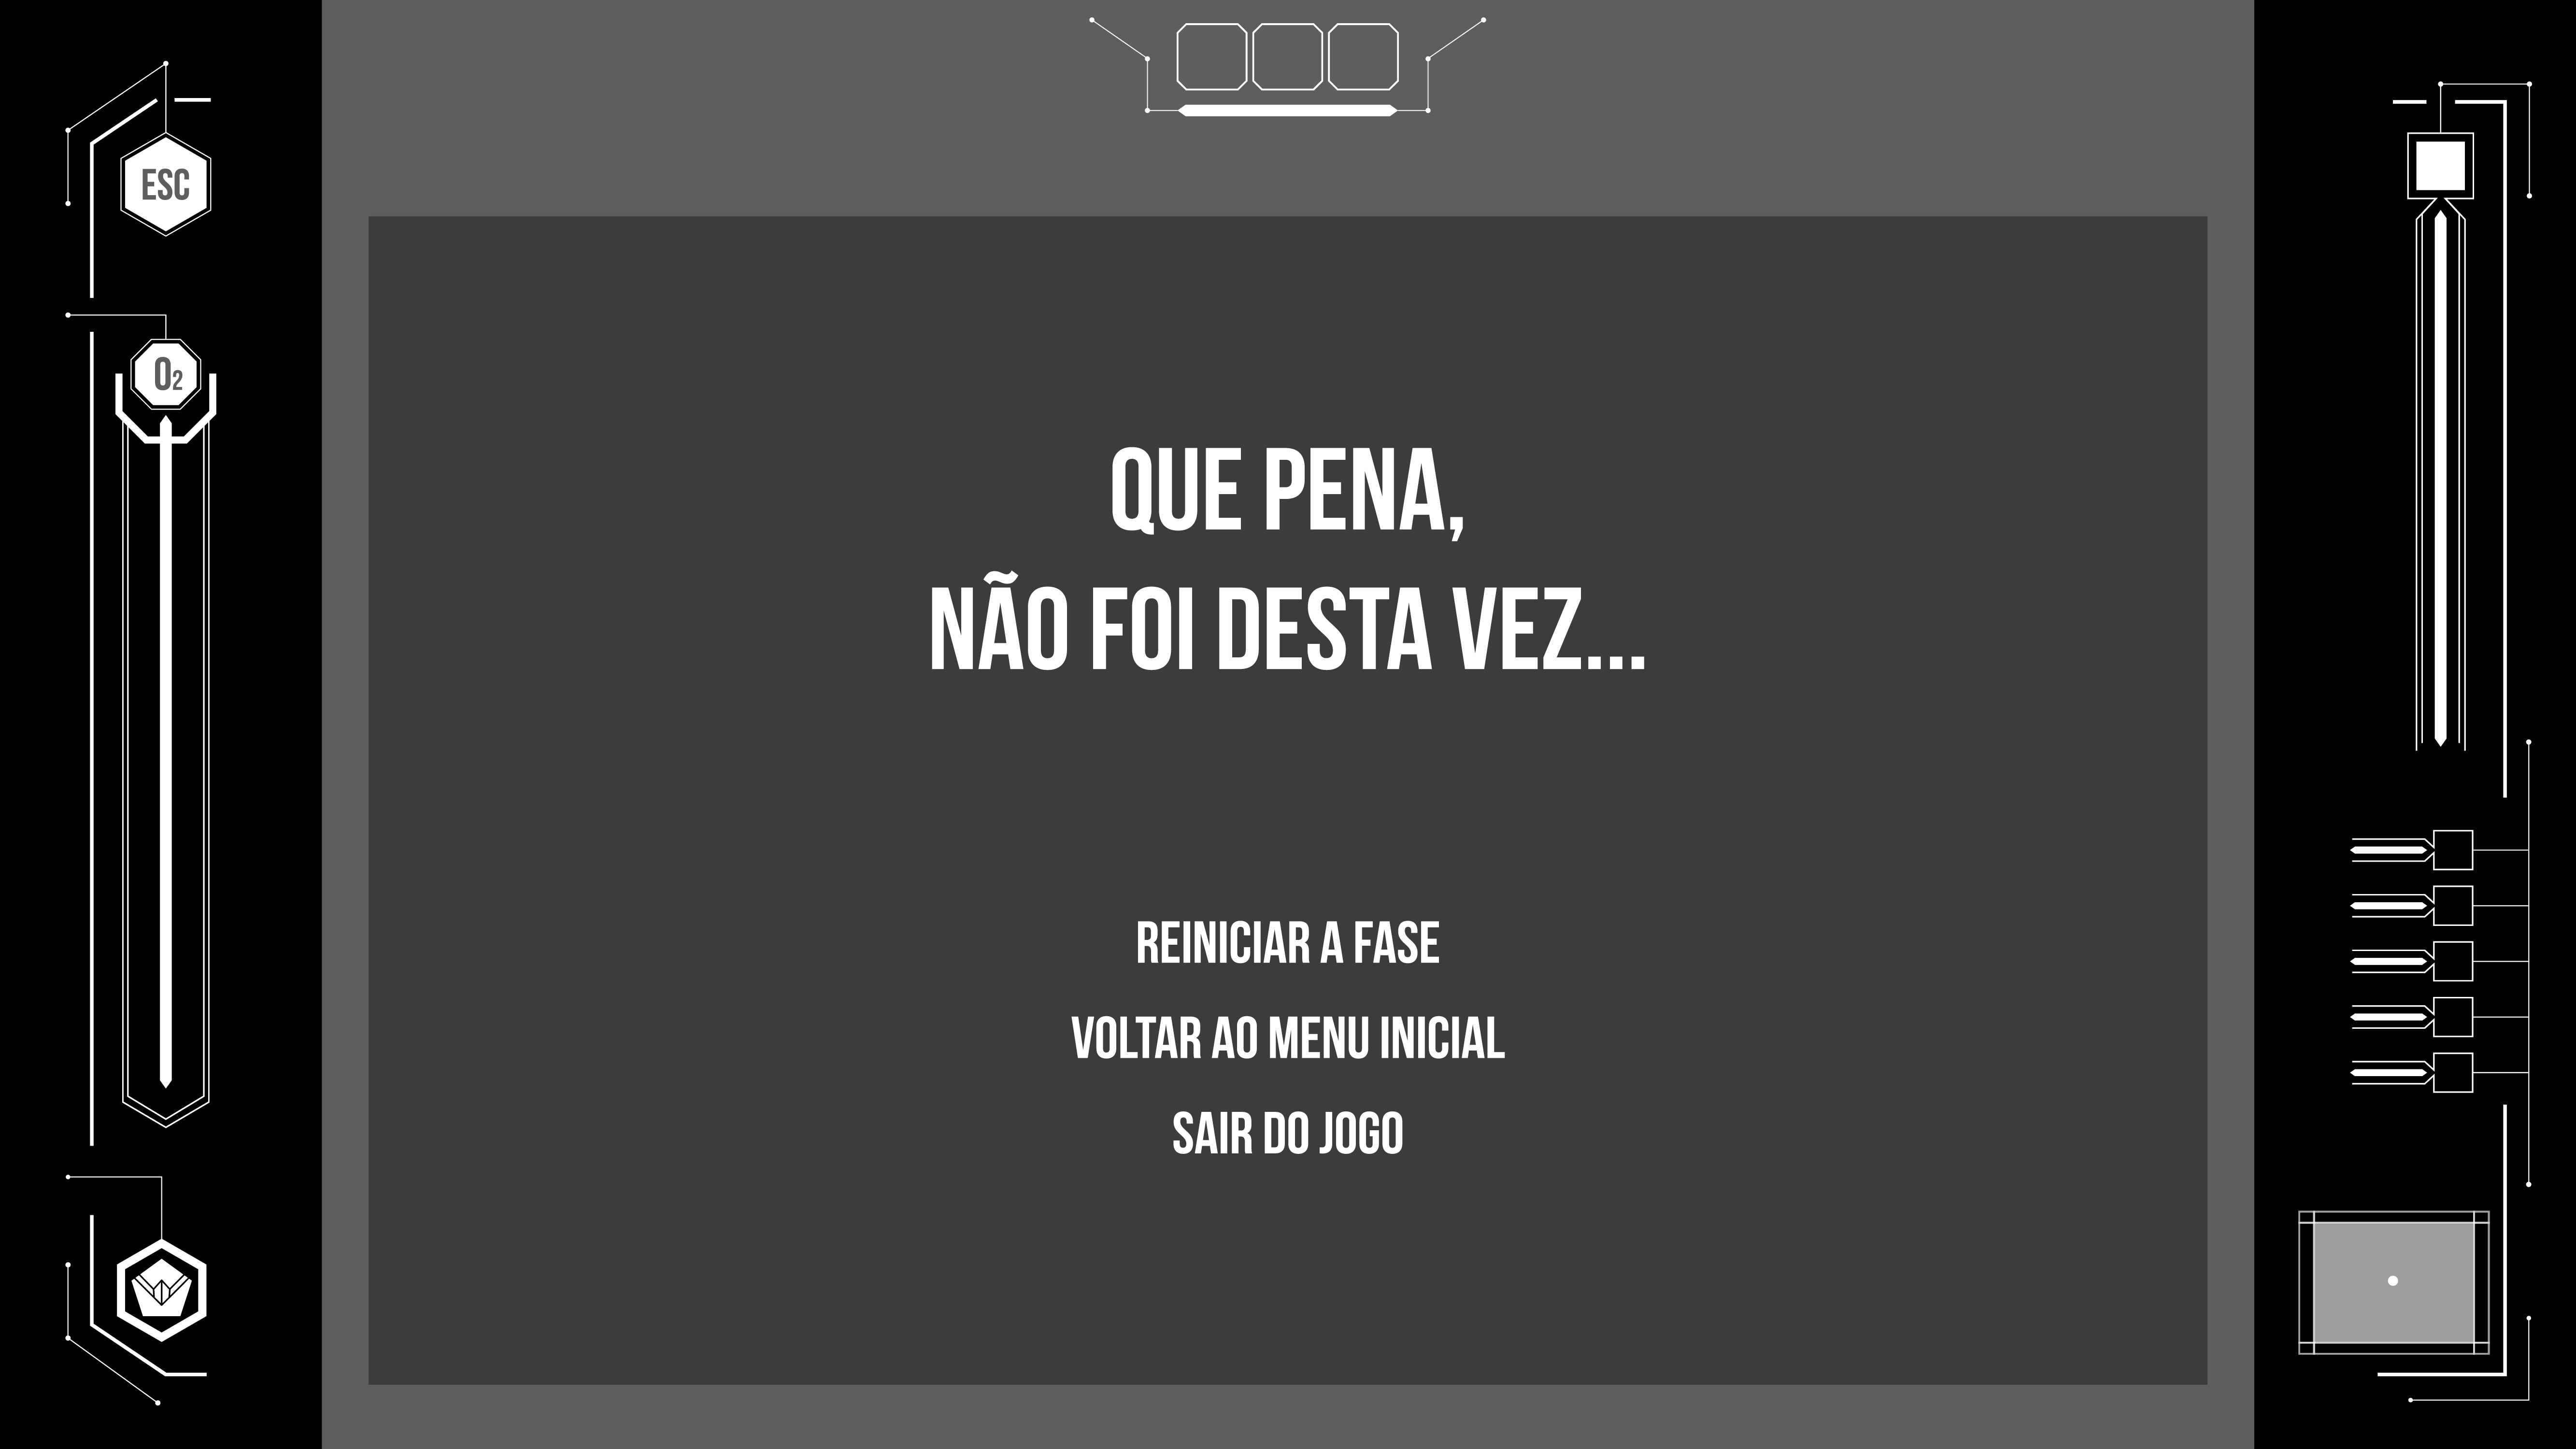 ESC
O2
QUE PENA,
NÃO FOI DESTA VEZ...
REINICIAR A FASE
VOLTAR AO MENU INICIAL
SAIR DO JOGO